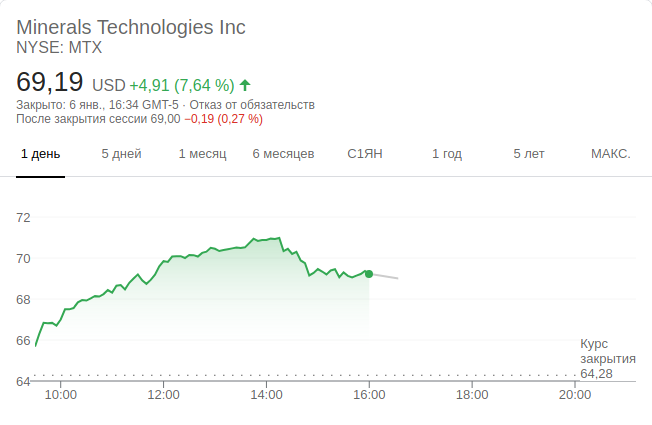 Minerals Technologies Inc
NYSE: MTX
69,19 USD +4,91 (7,64 %)
Закрыто: 6 янв., 16:34 GMT-5 · Отказ от обязательств
После закрытия сессии 69,00 −0,19 (0,27 %)
1 день 5 дней 1 месяц 6 месяцев С1ЯН 1 год 5 лет МАКС.
72
70
68
66
64
Курс
закрытия
64,28
10:00 12:00 14:00 16:00 18:00 20:00